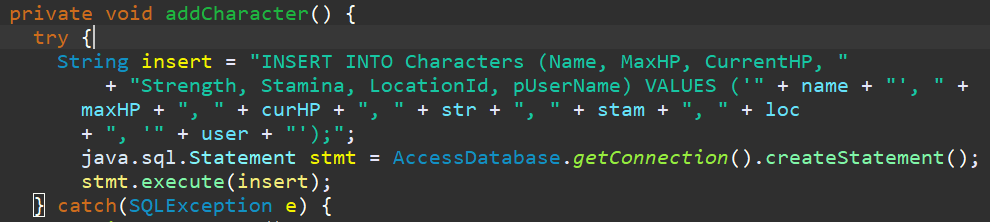 private void addCharacter() {
try {
String insert = "INSERT INTO Characters (Name, MaxHP, CurrentHP, "
+ "Strength, Stamina, LocationId, pUserName) VALUES ('" + name + "', " +
maxHP + ", " + curHP + ", " + str + ", " + stam + ", " + loc
+ ", '" + user + "');";
java.sql.Statement stmt = AccessDatabase.getConnection().createStatement();
stmt.execute(insert);
} catch(SQLException e) {